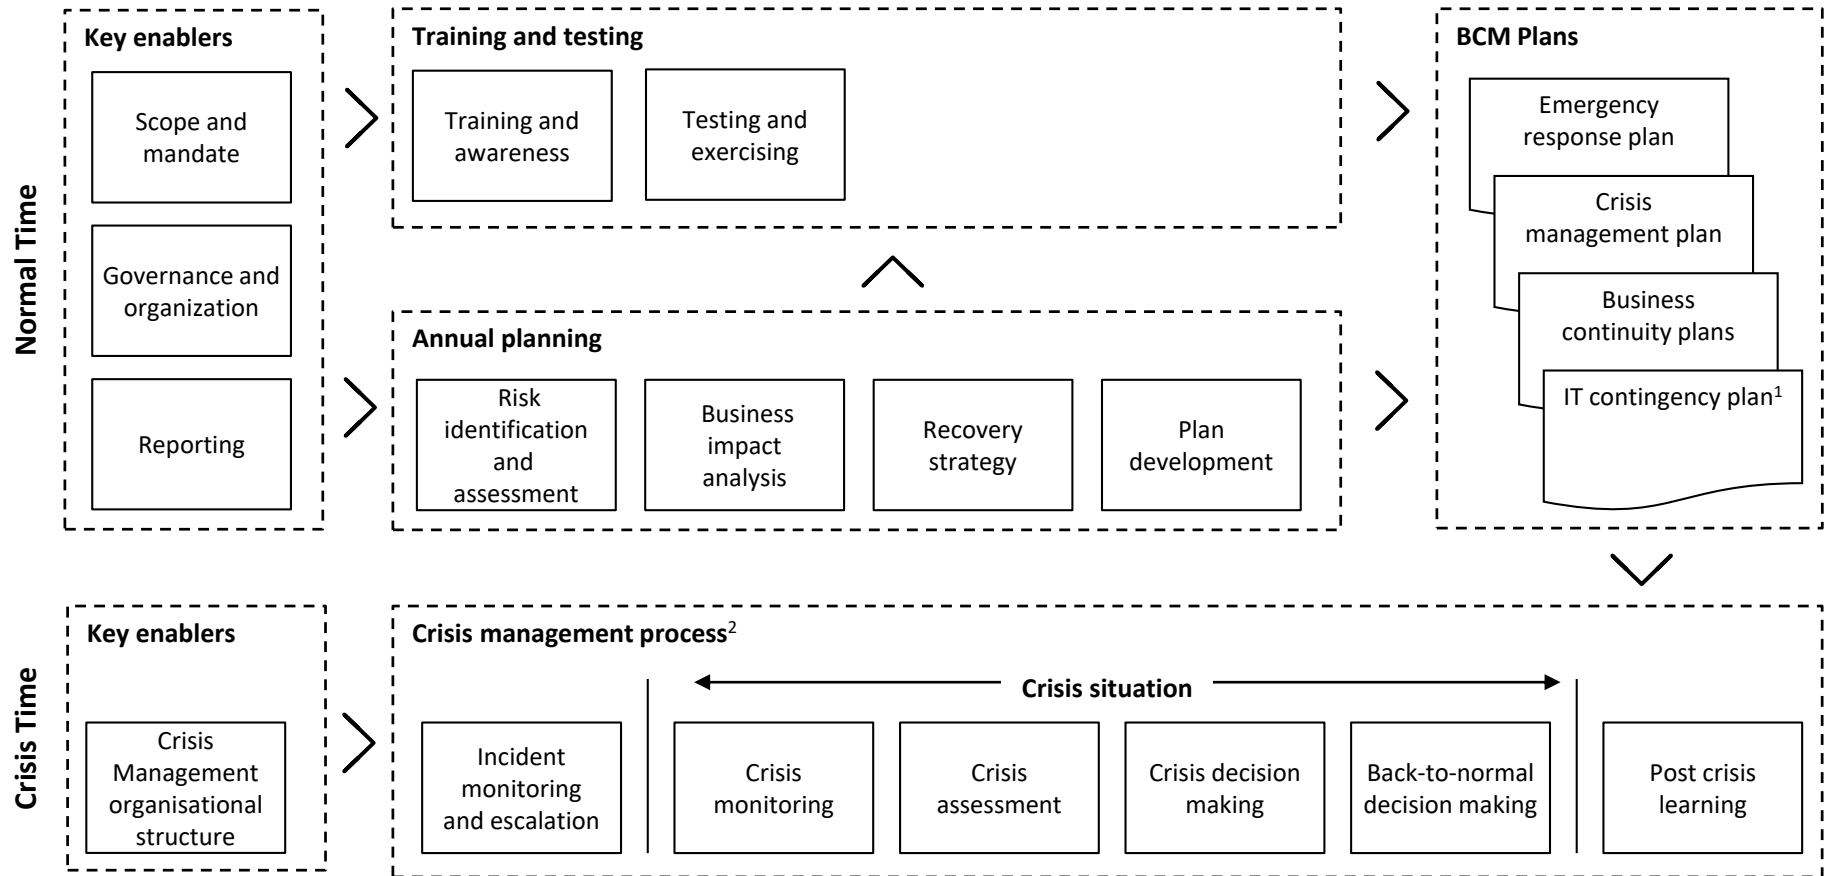 Normal Time
Key enablers
Scope and
mandate
Governance and
organization
Reporting
Training and testing
Training and
awareness
Testing and
exercising
Annual planning
Risk
identification
and
assessment
Business
impact
analysis
Recovery
strategy
Plan
development
BCM Plans
Emergency
response plan
Crisis
management plan
Business
continuity plans
IT contingency plan¹
Crisis Time
Key enablers
Crisis
Management
organisational
structure
Crisis management process²
Crisis situation
Incident
monitoring
and escalation
Crisis
monitoring
Crisis
assessment
Crisis decision
making
Back-to-normal
decision making
Post crisis
learning